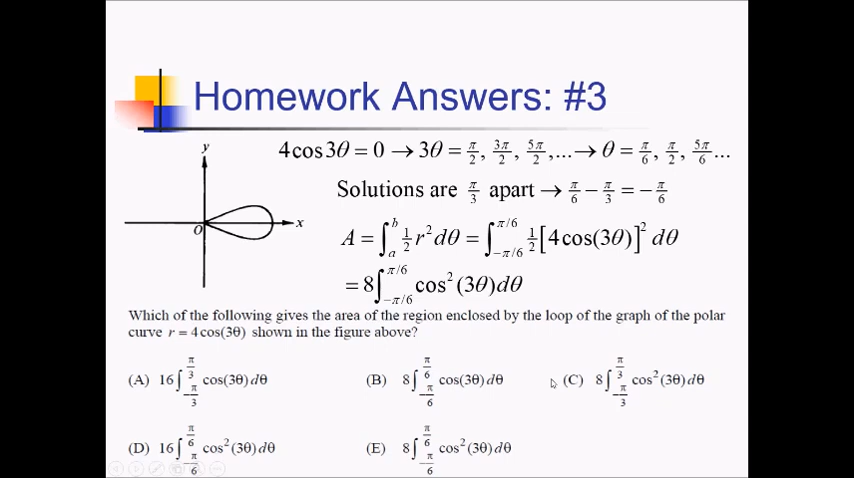 Homework Answers: #3
y
x
O
4cos3θ = 0 → 3θ = π/2, 3π/2, 5π/2, ... → θ = π/6, π/2, 5π/6 ...
Solutions are π/3 apart → π/6 − π/3 = −π/6
A = ∫_a^b 1/2 r² dθ = ∫_{−π/6}^{π/6} 1/2 [4cos(3θ)]² dθ
= 8∫_{−π/6}^{π/6} cos²(3θ)dθ
Which of the following gives the area of the region enclosed by the loop of the graph of the polar
curve r = 4cos(3θ) shown in the figure above?
(A) 16∫_{−π/3}^{π/3} cos(3θ)dθ (B) 8∫_{−π/6}^{π/6} cos(3θ)dθ (C) 8∫_{−π/3}^{π/3} cos²(3θ)dθ
(D) 16∫_{−π/6}^{π/6} cos²(3θ)dθ (E) 8∫_{−π/6}^{π/6} cos²(3θ)dθ